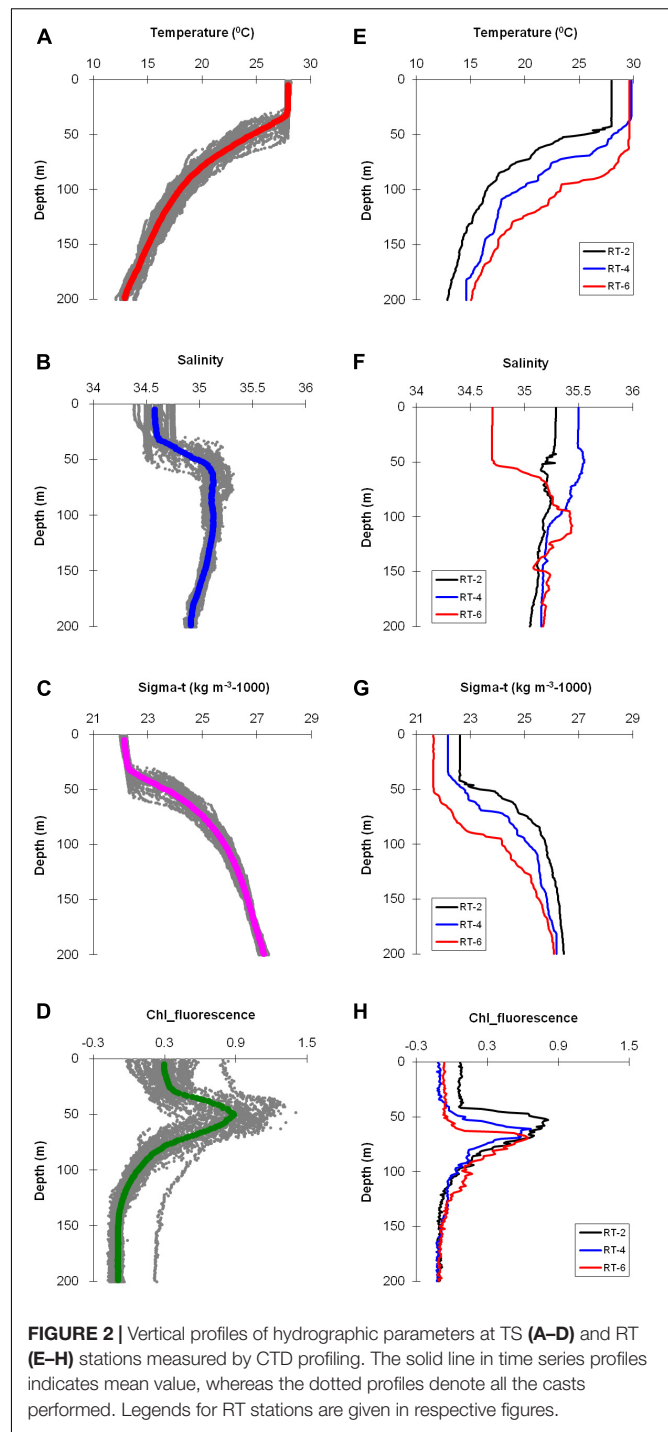 A
Temperature (⁰C)
10 15 20 25 30
0
50
100
150
200
Depth (m)
E
Temperature (⁰C)
10 15 20 25 30
0
50
100
150
200
Depth (m)
RT-2
RT-4
RT-6
B
Salinity
34 34.5 35 35.5 36
0
50
100
150
200
Depth (m)
F
Salinity
34 34.5 35 35.5 36
0
50
100
150
200
Depth (m)
RT-2
RT-4
RT-6
C
Sigma-t (kg m⁻³-1000)
21 23 25 27 29
0
50
100
150
200
Depth (m)
G
Sigma-t (kg m⁻³-1000)
21 23 25 27 29
0
50
100
150
200
Depth (m)
RT-2
RT-4
RT-6
D
Chl_fluorescence
-0.3 0.3 0.9 1.5
0
50
100
150
200
Depth (m)
H
Chl_fluorescence
-0.3 0.3 0.9 1.5
0
50
100
150
200
Depth (m)
RT-2
RT-4
RT-6
FIGURE 2 | Vertical profiles of hydrographic parameters at TS (A–D) and RT
(E–H) stations measured by CTD profiling. The solid line in time series profiles
indicates mean value, whereas the dotted profiles denote all the casts
performed. Legends for RT stations are given in respective figures.